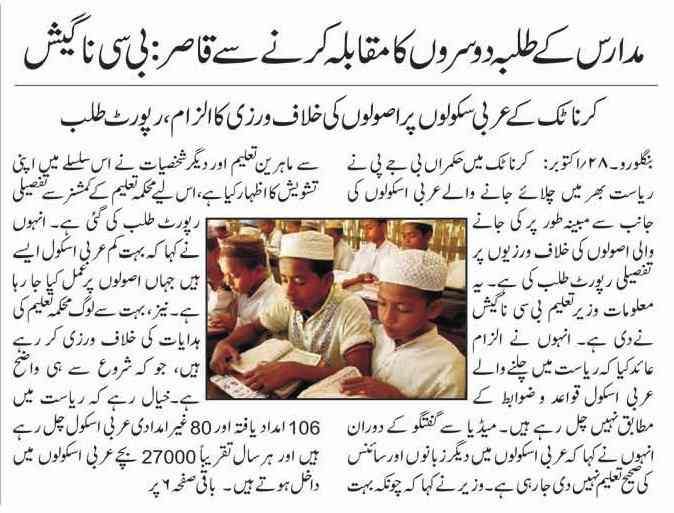 مدارس کے طلبہ دوسروں کا مقابلہ کرنے سے قاصر: بی سی ناگیش
کرناٹک کے عربی سکولوں پر اصولوں کی خلاف ورزی کا الزام، رپورٹ طلب
بنگلورو۔ ۲۸/اکتوبر: کرناٹک میں حکمراں بی جے پی نے
ریاست بھر میں چلائے جانے والے عربی اسکولوں کی
جانب سے مبینہ طور پر کی جانے
والی اصولوں کی خلاف ورزیوں پر
تفصیلی رپورٹ طلب کی ہے۔ یہ
معلومات وزیر تعلیم بی سی ناگیش
نے دی ہے۔ انہوں نے الزام
عائد کیا کہ ریاست میں چلنے والے
عربی اسکول قواعد و ضوابط کے
مطابق نہیں چل رہے ہیں۔ میڈیا سے گفتگو کے دوران
انہوں نے کہا کہ عربی اسکولوں میں دیگر زبانوں اور سائنس
کی صحیح تعلیم نہیں دی جارہی ہے۔ وزیر نے کہا کہ چونکہ بہت
سے ماہرین تعلیم اور دیگر شخصیات نے اس سلسلے میں اپنی
تشویش کا اظہار کیا ہے، اس لیے محکمہ تعلیم کے کمشنر سے تفصیلی
رپورٹ طلب کی گئی ہے۔ انہوں
نے کہا کہ بہت کم عربی اسکول ایسے
ہیں جہاں اصولوں پر عمل کیا جا رہا
ہے۔ نیز، بہت سے لوگ محکمہ تعلیم کی
ہدایات کی خلاف ورزی کر رہے
ہیں، جو کہ شروع سے ہی واضح
ہے۔ خیال رہے کہ ریاست میں
106 امداد یافتہ اور 80 غیر امدادی عربی اسکول چل رہے
ہیں اور ہر سال تقریباً 27000 بچے عربی اسکولوں میں
داخل ہوتے ہیں۔ باقی صفحہ ۶ پر